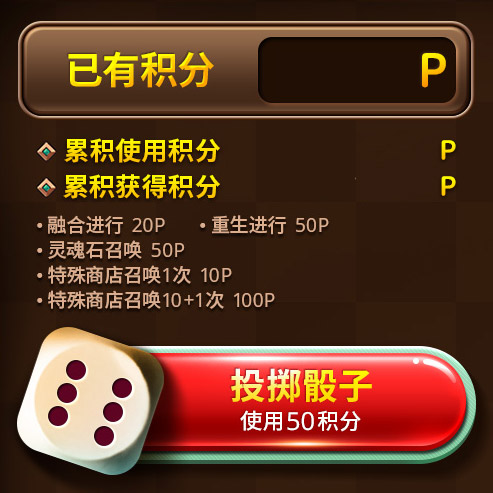 已有积分 P
累积使用积分 P
累积获得积分 P
•融合进行 20P •重生进行 50P
•灵魂石召唤 50P
•特殊商店召唤1次 10P
•特殊商店召唤10+1次 100P
投掷骰子
使用50积分